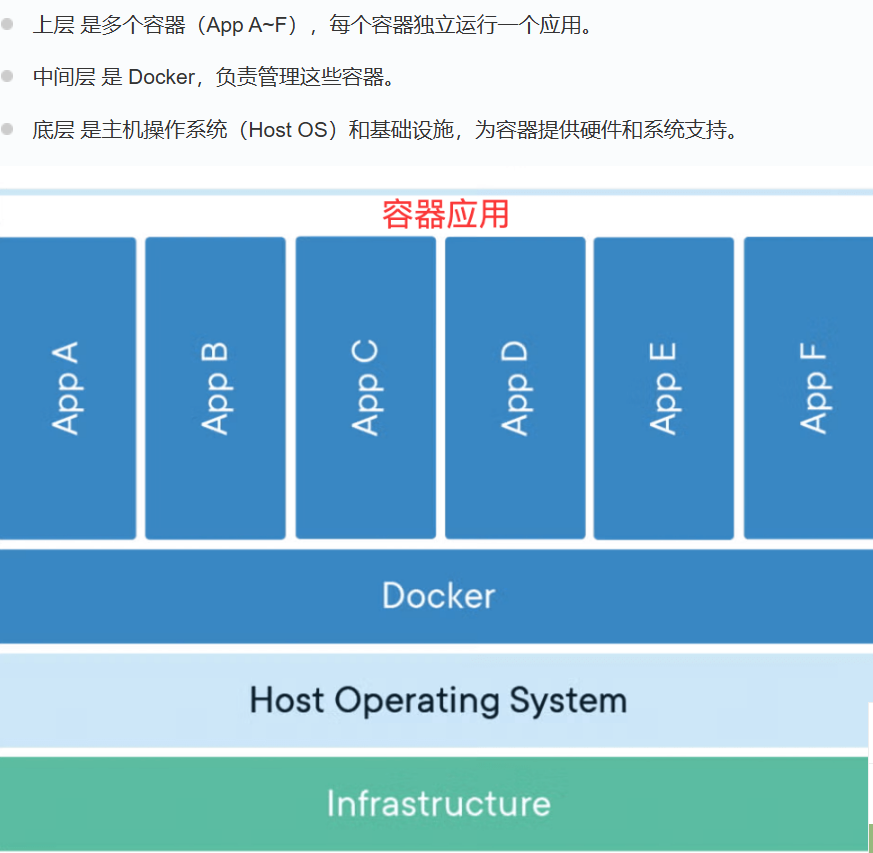 上层 是多个容器（App A~F），每个容器独立运行一个应用。
中间层 是 Docker，负责管理这些容器。
底层 是主机操作系统（Host OS）和基础设施，为容器提供硬件和系统支持。
容器应用
App A
App B
App C
App D
App E
App F
Docker
Host Operating System
Infrastructure